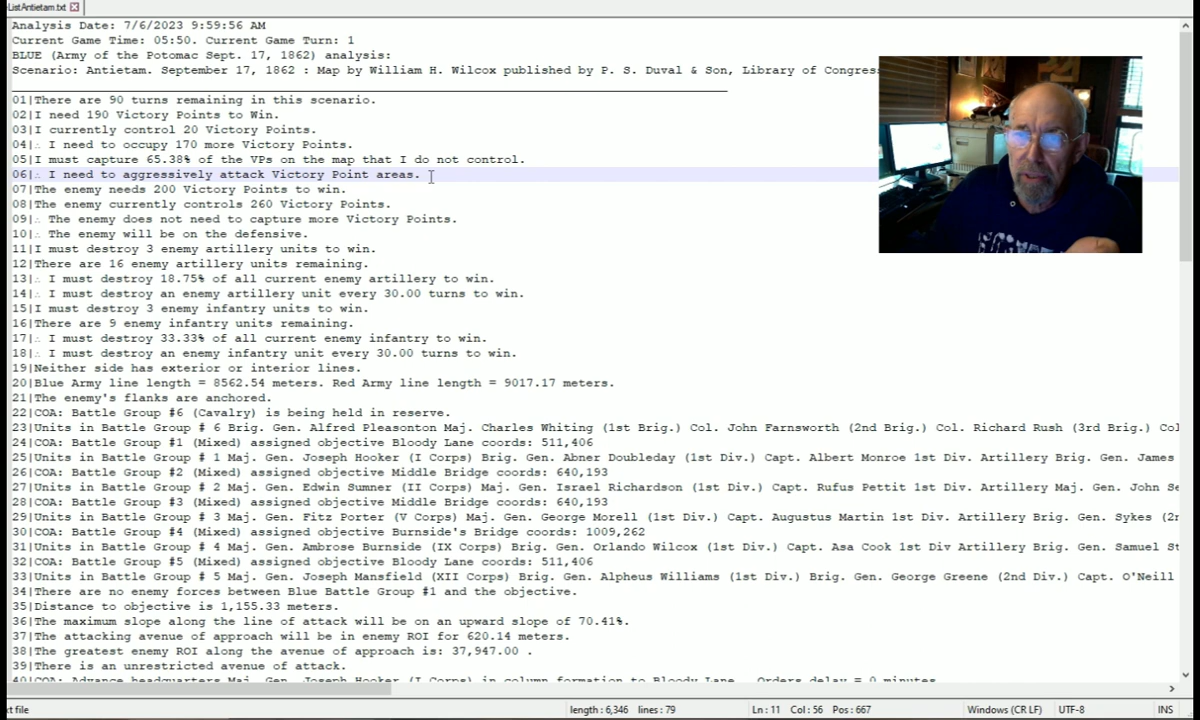 ListAntietam.txt
Analysis Date: 7/6/2023 9:59:56 AM
Current Game Time: 05:50. Current Game Turn: 1
BLUE (Army of the Potomac Sept. 17, 1862) analysis:
Scenario: Antietam. September 17, 1862 : Map by William H. Wilcox published by P. S. Duval & Son, Library of Congres
01|There are 90 turns remaining in this scenario.
02|I need 190 Victory Points to Win.
03|I currently control 20 Victory Points.
04|∴ I need to occupy 170 more Victory Points.
05|I must capture 65.38% of the VPs on the map that I do not control.
06|∴ I need to aggressively attack Victory Point areas.
07|The enemy needs 200 Victory Points to win.
08|The enemy currently controls 260 Victory Points.
09|∴ The enemy does not need to capture more Victory Points.
10|∴ The enemy will be on the defensive.
11|I must destroy 3 enemy artillery units to win.
12|There are 16 enemy artillery units remaining.
13|∴ I must destroy 18.75% of all current enemy artillery to win.
14|∴ I must destroy an enemy artillery unit every 30.00 turns to win.
15|I must destroy 3 enemy infantry units to win.
16|There are 9 enemy infantry units remaining.
17|∴ I must destroy 33.33% of all current enemy infantry to win.
18|∴ I must destroy an enemy infantry unit every 30.00 turns to win.
19|Neither side has exterior or interior lines.
20|Blue Army line length = 8562.54 meters. Red Army line length = 9017.17 meters.
21|The enemy's flanks are anchored.
22|COA: Battle Group #6 (Cavalry) is being held in reserve.
23|Units in Battle Group # 6 Brig. Gen. Alfred Pleasonton Maj. Charles Whiting (1st Brig.) Col. John Farnsworth (2nd Brig.) Col. Richard Rush (3rd Brig.) Col
24|COA: Battle Group #1 (Mixed) assigned objective Bloody Lane coords: 511,406
25|Units in Battle Group # 1 Maj. Gen. Joseph Hooker (I Corps) Brig. Gen. Abner Doubleday (1st Div.) Capt. Albert Monroe 1st Div. Artillery Brig. Gen. James
26|COA: Battle Group #2 (Mixed) assigned objective Middle Bridge coords: 640,193
27|Units in Battle Group # 2 Maj. Gen. Edwin Sumner (II Corps) Maj. Gen. Israel Richardson (1st Div.) Capt. Rufus Pettit 1st Div. Artillery Maj. Gen. John Se
28|COA: Battle Group #3 (Mixed) assigned objective Middle Bridge coords: 640,193
29|Units in Battle Group # 3 Maj. Gen. Fitz Porter (V Corps) Maj. Gen. George Morell (1st Div.) Capt. Augustus Martin 1st Div. Artillery Brig. Gen. Sykes (2n
30|COA: Battle Group #4 (Mixed) assigned objective Burnside's Bridge coords: 1009,262
31|Units in Battle Group # 4 Maj. Gen. Ambrose Burnside (IX Corps) Brig. Gen. Orlando Wilcox (1st Div.) Capt. Asa Cook 1st Div Artillery Brig. Gen. Samuel St
32|COA: Battle Group #5 (Mixed) assigned objective Bloody Lane coords: 511,406
33|Units in Battle Group # 5 Maj. Gen. Joseph Mansfield (XII Corps) Brig. Gen. Alpheus Williams (1st Div.) Brig. Gen. George Greene (2nd Div.) Capt. O'Neill
34|There are no enemy forces between Blue Battle Group #1 and the objective.
35|Distance to objective is 1,155.33 meters.
36|The maximum slope along the line of attack will be on an upward slope of 70.41%.
37|The attacking avenue of approach will be in enemy ROI for 620.14 meters.
38|The greatest enemy ROI along the avenue of approach is: 37,947.00 .
39|There is an unrestricted avenue of attack.
40|COA: Advance headquarters Maj. Gen. Joseph Hooker (I Corps) in column formation to Bloody Lane. Orders delay = 0 minutes
xt file length : 6,346 lines : 79 Ln : 11 Col : 56 Pos : 667 Windows (CR LF) UTF-8 INS